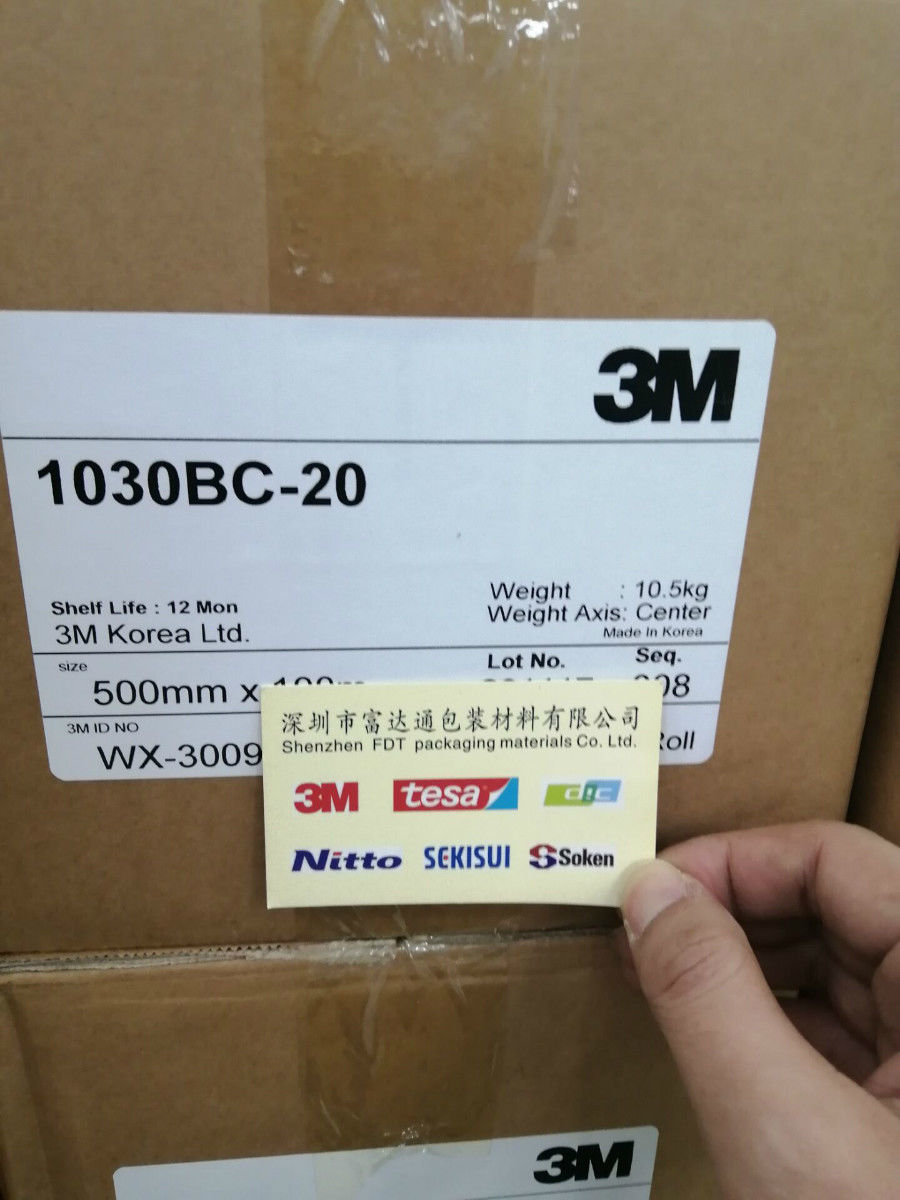 3M
1030BC-20
Shelf Life : 12 Mon
3M Korea Ltd.
Weight : 10.5kg
Weight Axis: Center
Made In Korea
size
500mm x
Lot No.
Seq.
3M ID NO
WX-3009
深圳市富达通包装材料有限公司
Shenzhen FDT packaging materials Co. Ltd.
3M tesa
Nitto SEKISUI Soken
3M